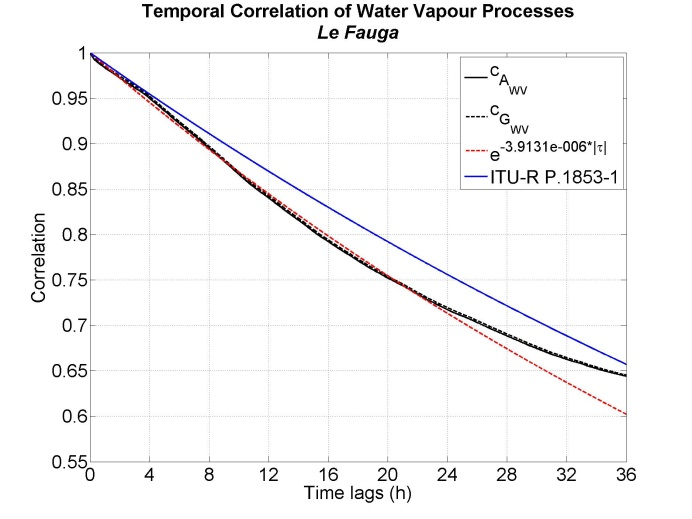 Temporal Correlation of Water Vapour Processes
Le Fauga
1
0.95
0.9
0.85
0.8
0.75
0.7
0.65
0.6
0.55
Correlation
c_A_WV
c_G_WV
e^-3.9131e-006*|τ|
ITU-R P.1853-1
0 4 8 12 16 20 24 28 32 36
Time lags (h)